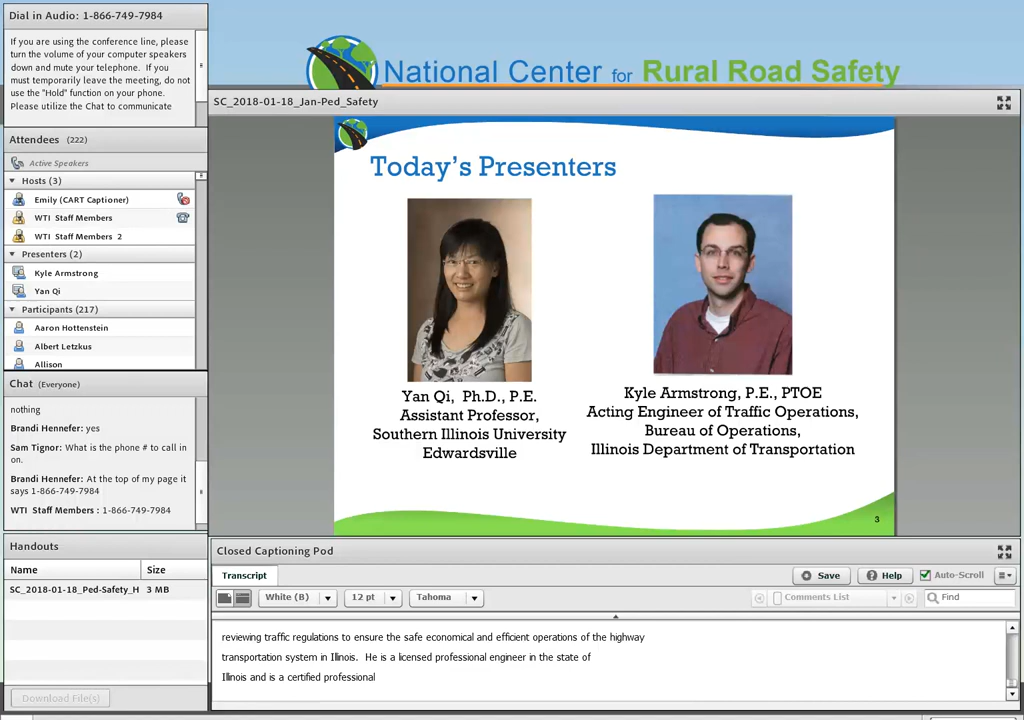 Dial in Audio: 1-866-749-7984
If you are using the conference line, please
turn the volume of your computer speakers
down and mute your telephone. If you
must temporarily leave the meeting, do not
use the "Hold" function on your phone.
Please utilize the Chat to communicate
Attendees (222)
Active Speakers
Hosts (3)
Emily (CART Captioner)
WTI Staff Members
WTI Staff Members 2
Presenters (2)
Kyle Armstrong
Yan Qi
Participants (217)
Aaron Hottenstein
Albert Letzkus
Allison
Chat (Everyone)
nothing
Brandi Hennefer: yes
Sam Tignor: What is the phone # to call in
on.
Brandi Hennefer: At the top of my page it
says 1-866-749-7984
WTI Staff Members : 1-866-749-7984
Handouts
Name Size
SC_2018-01-18_Ped-Safety_H 3 MB
Download File(s)
National Center for Rural Road Safety
SC_2018-01-18_Jan-Ped_Safety
Today's Presenters
Yan Qi, Ph.D., P.E.
Assistant Professor,
Southern Illinois University
Edwardsville
Kyle Armstrong, P.E., PTOE
Acting Engineer of Traffic Operations,
Bureau of Operations,
Illinois Department of Transportation
3
Closed Captioning Pod
Transcript
Save Help Auto-Scroll
White (B) 12 pt Tahoma Comments List Find
reviewing traffic regulations to ensure the safe economical and efficient operations of the highway
transportation system in Illinois. He is a licensed professional engineer in the state of
Illinois and is a certified professional